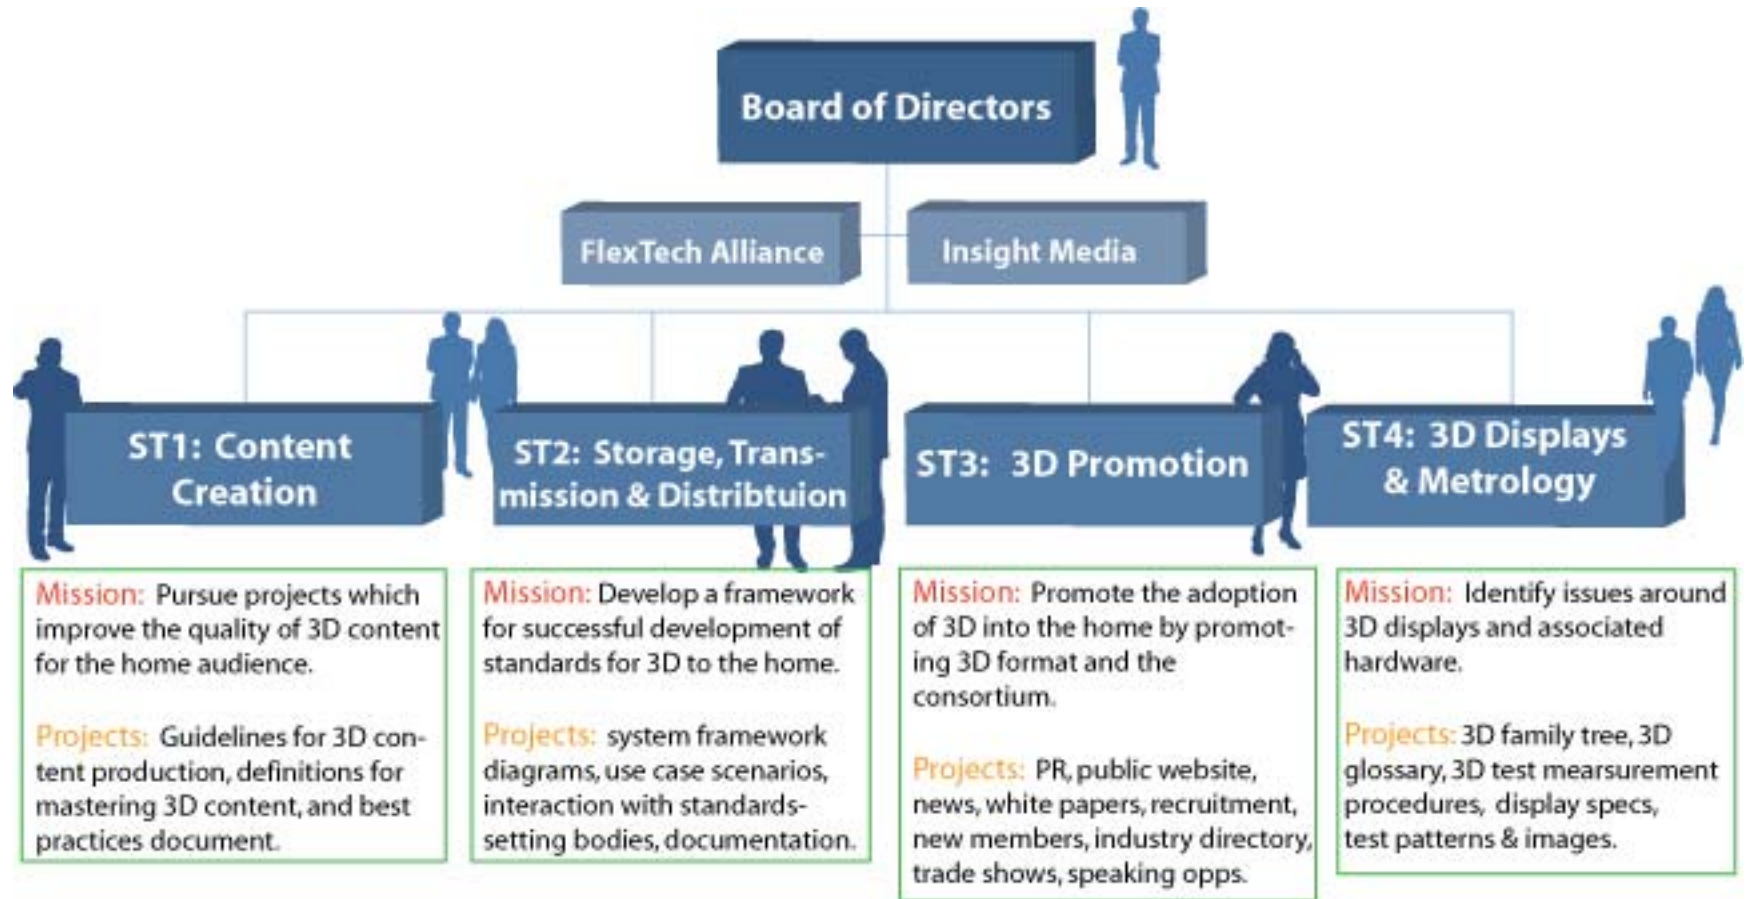 Board of Directors
FlexTech Alliance
Insight Media
ST1: Content
Creation
ST2: Storage, Trans-
mission & Distribtuion
ST3: 3D Promotion
ST4: 3D Displays
& Metrology
Mission: Pursue projects which
improve the quality of 3D content
for the home audience.
Projects: Guidelines for 3D con-
tent production, definitions for
mastering 3D content, and best
practices document.
Mission: Develop a framework
for successful development of
standards for 3D to the home.
Projects: system framework
diagrams, use case scenarios,
interaction with standards-
setting bodies, documentation.
Mission: Promote the adoption
of 3D into the home by promot-
ing 3D format and the
consortium.
Projects: PR, public website,
news, white papers, recruitment,
new members, industry directory,
trade shows, speaking opps.
Mission: Identify issues around
3D displays and associated
hardware.
Projects: 3D family tree, 3D
glossary, 3D test mearsurement
procedures, display specs,
test patterns & images.